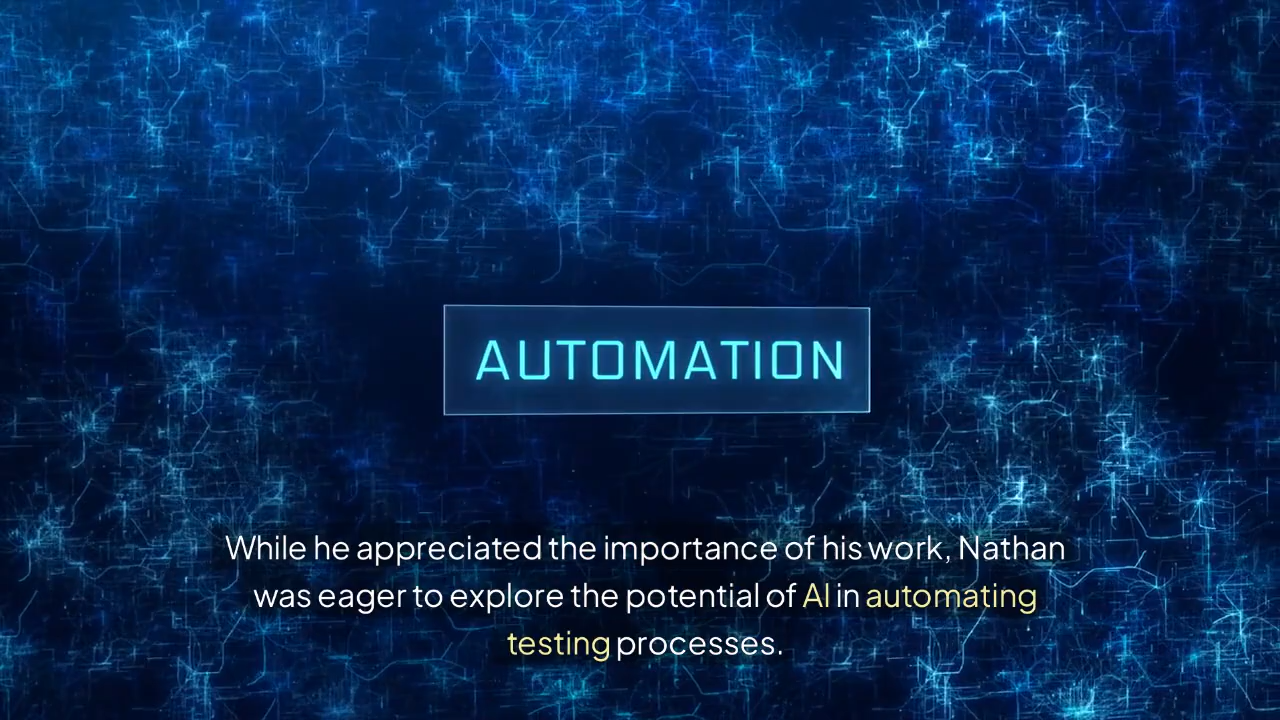 AUTOMATION
While he appreciated the importance of his work, Nathan
was eager to explore the potential of AI in automating
testing processes.